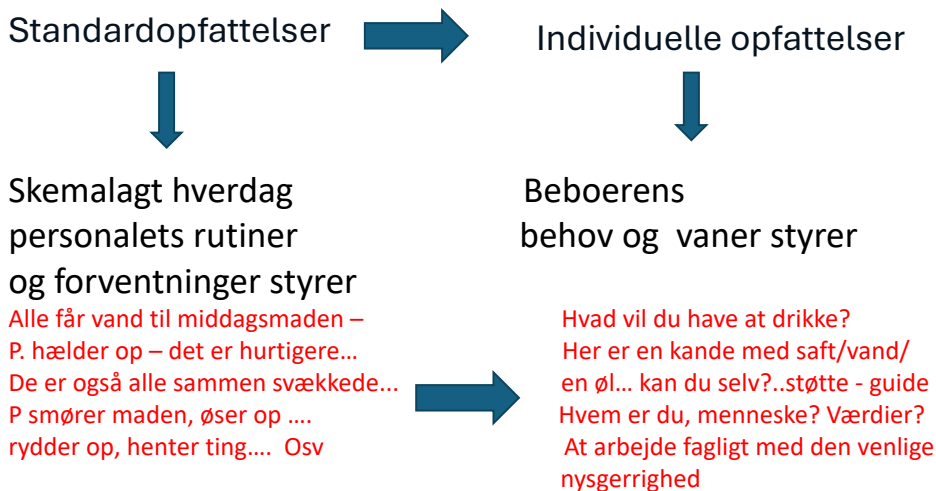 Standardopfattelser
Individuelle opfattelser
Skemalagt hverdag
personalets rutiner
og forventninger styrer
Beboerens
behov og vaner styrer
Alle får vand til middagsmaden –
P. hælder op – det er hurtigere...
De er også alle sammen svækkede...
P smører maden, øser op ....
rydder op, henter ting.... Osv
Hvad vil du have at drikke?
Her er en kande med saft/vand/
en øl... kan du selv?..støtte - guide
Hvem er du, menneske? Værdier?
At arbejde fagligt med den venlige
nysgerrighed